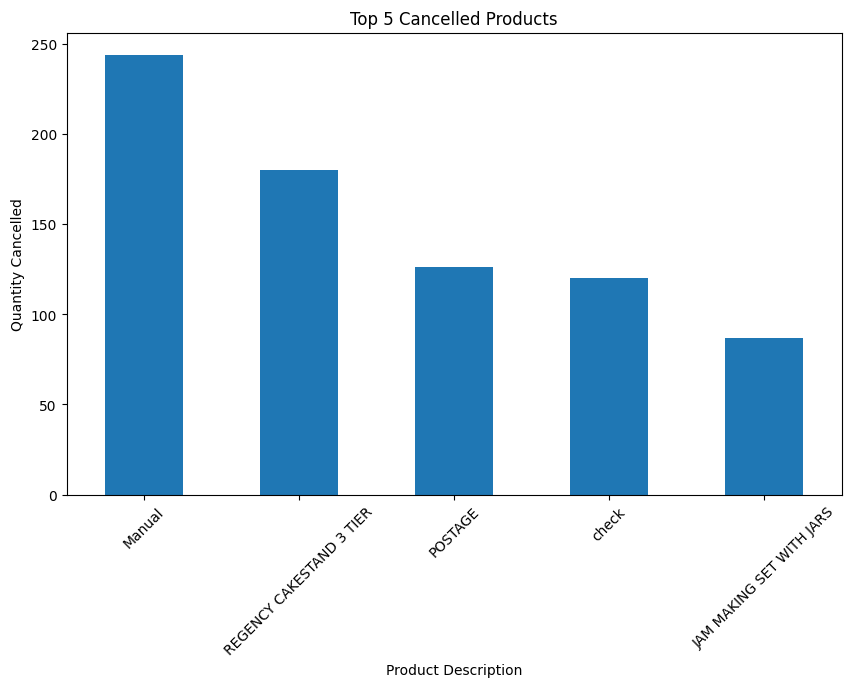 Top 5 Cancelled Products
Quantity Cancelled
250
200
150
100
50
0
Manual
REGENCY CAKESTAND 3 TIER
POSTAGE
check
JAM MAKING SET WITH JARS
Product Description